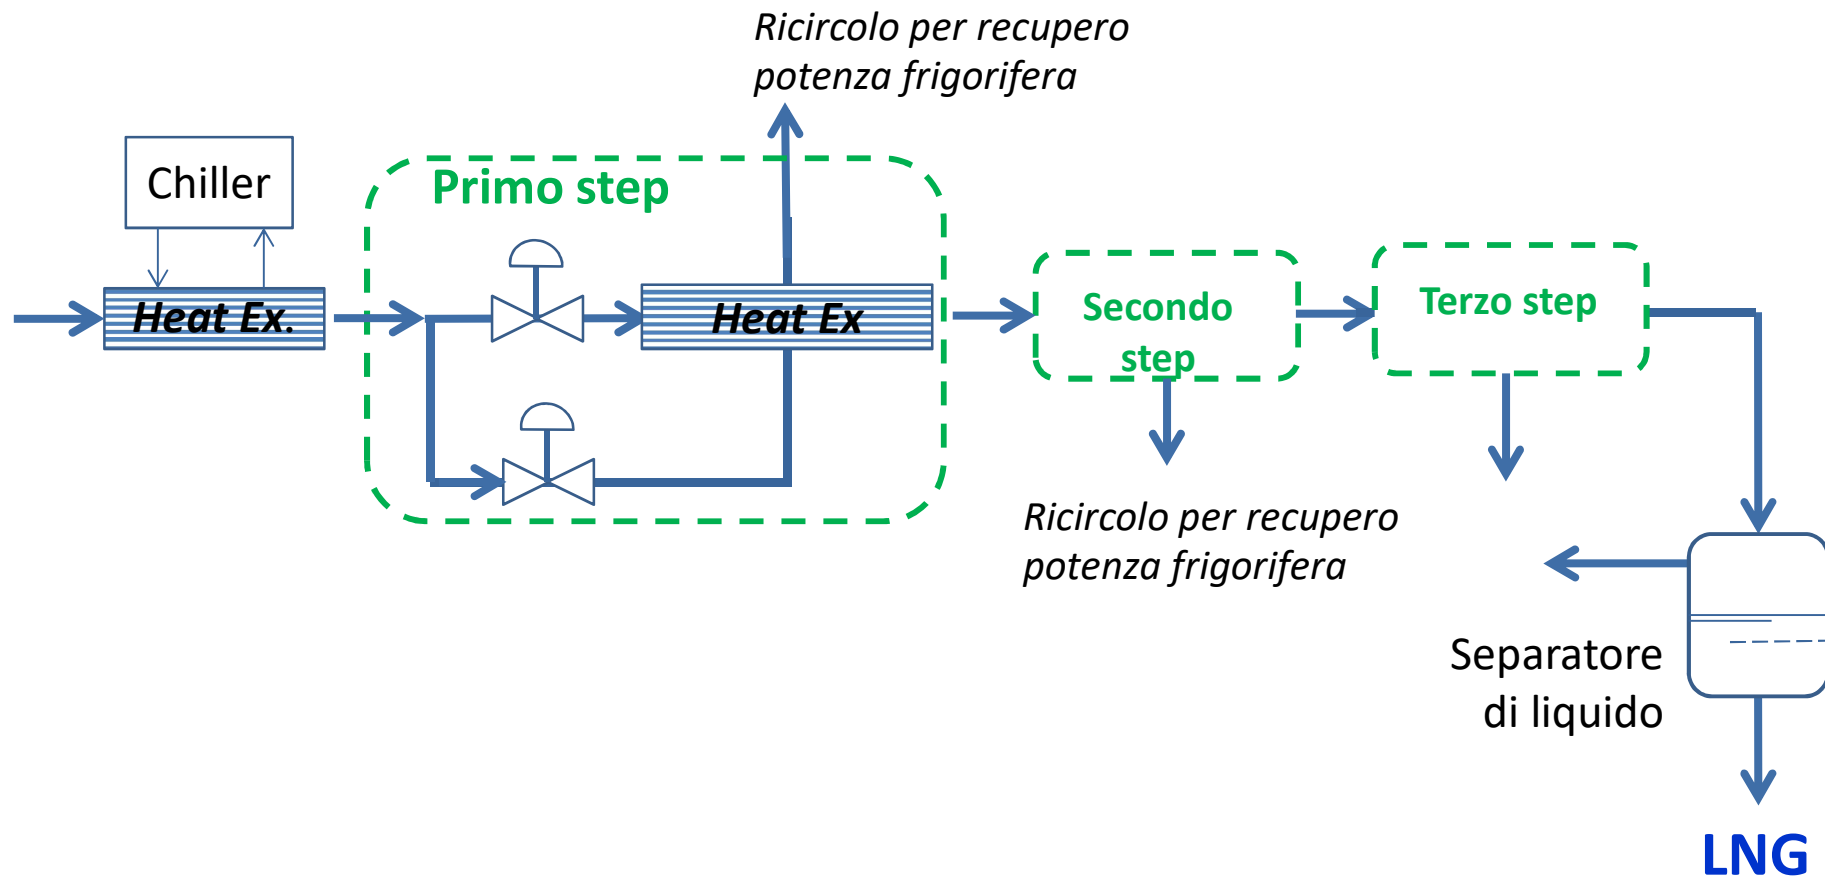 Ricircolo per recupero
potenza frigorifera
Chiller
Primo step
Heat Ex.
Heat Ex
Secondo
step
Terzo step
Ricircolo per recupero
potenza frigorifera
Separatore
di liquido
LNG